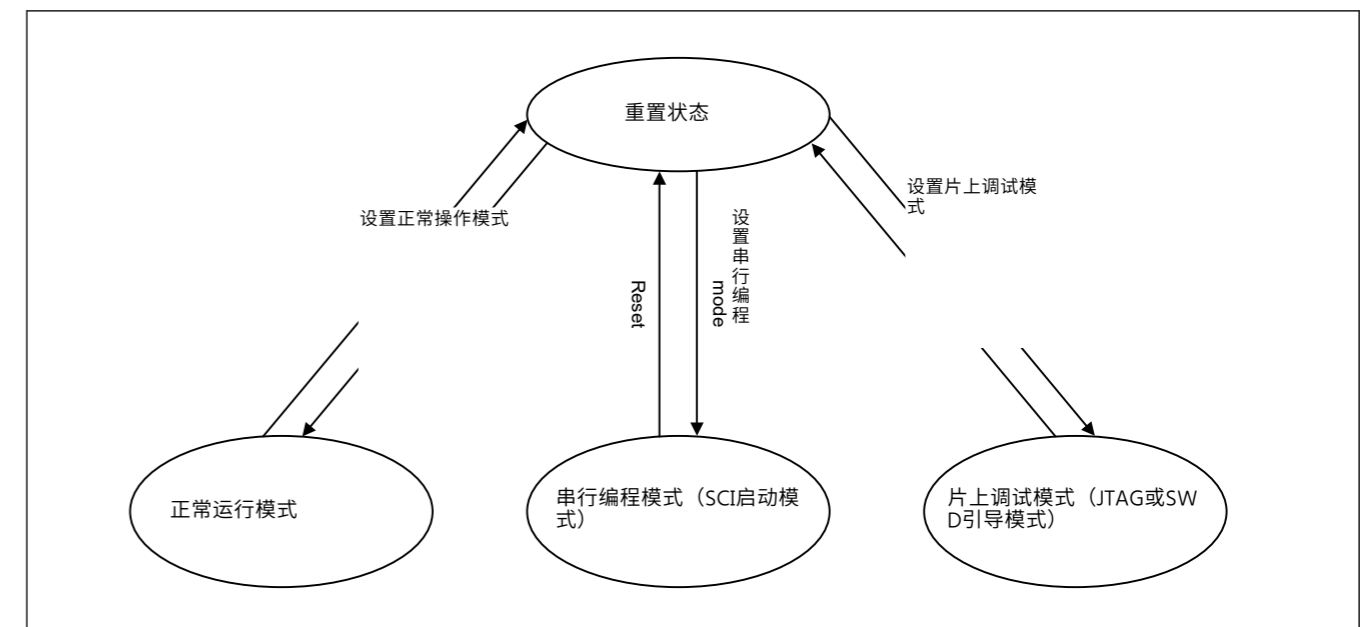 重置状态
设置正常操作模式
设置片上调试模
式
设置串行编程
mode
Reset
正常运行模式
串行编程模式（SCI启动模
式）
片上调试模式（JTAG或SW
D引导模式）